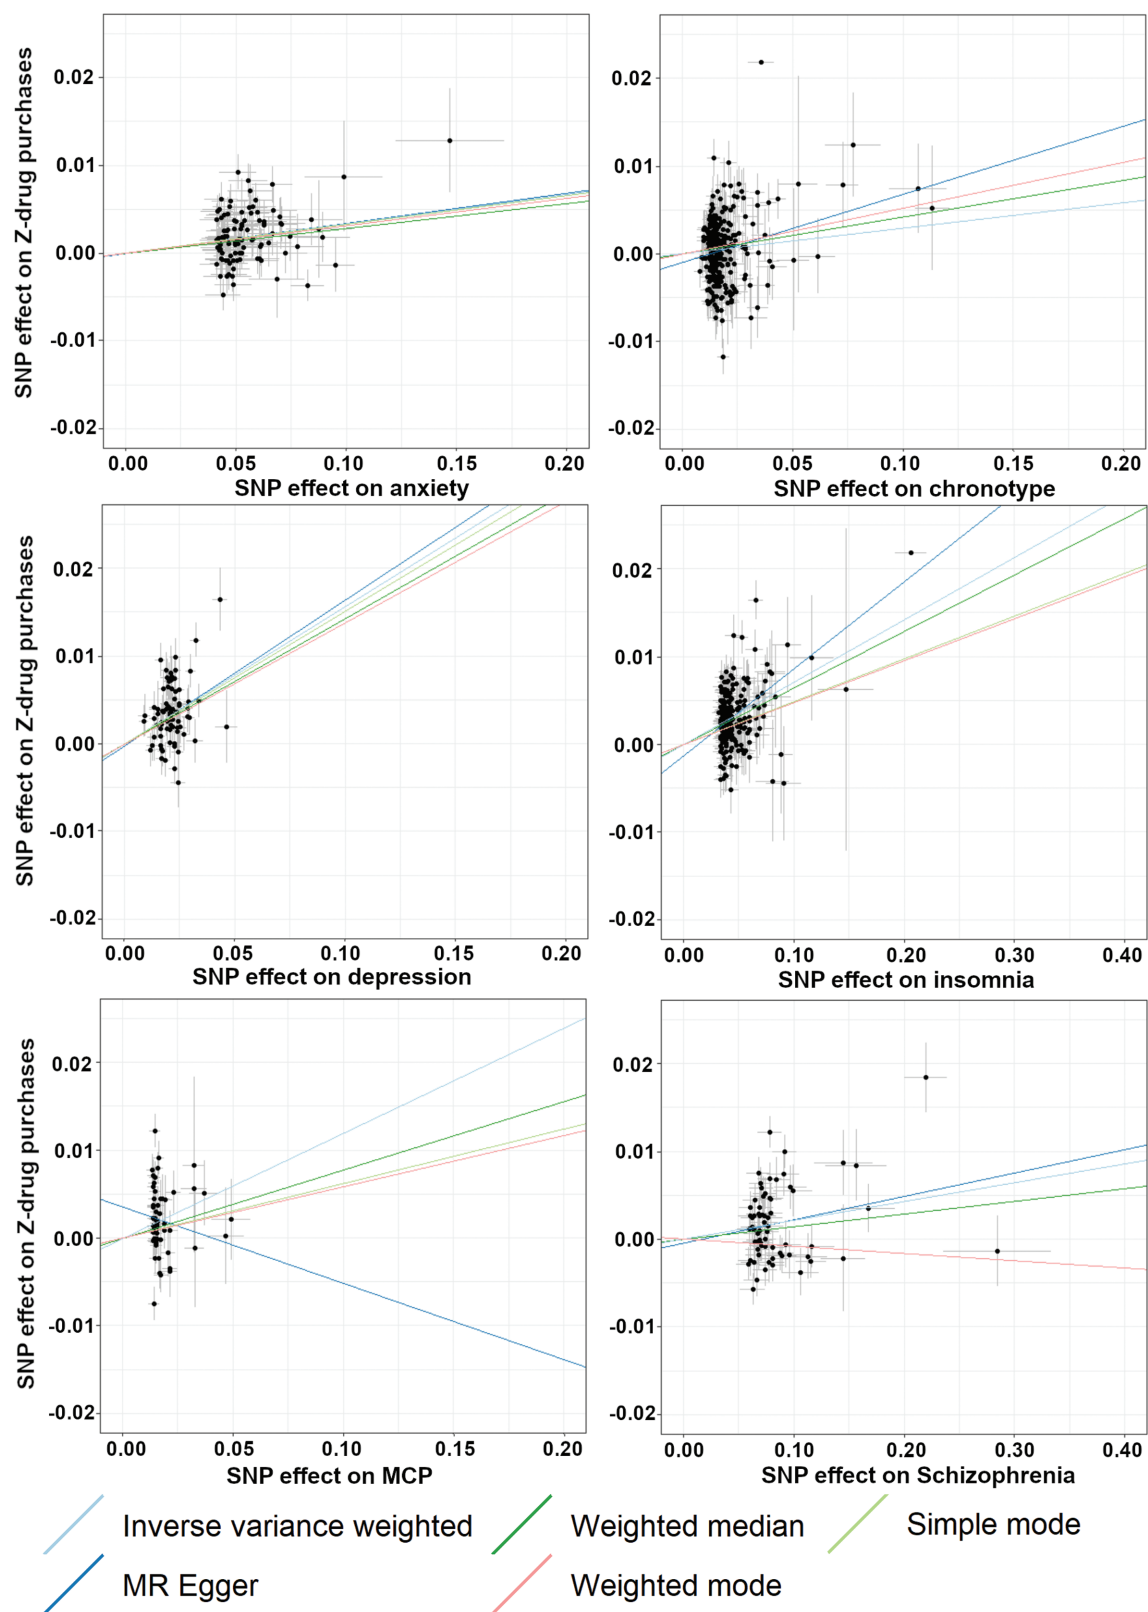 SNP effect on Z-drug purchases
0.02
0.01
0.00
-0.01
-0.02
0.00 0.05 0.10 0.15 0.20
SNP effect on anxiety
0.02
0.01
0.00
-0.01
-0.02
0.00 0.05 0.10 0.15 0.20
SNP effect on chronotype
SNP effect on Z-drug purchases
0.02
0.01
0.00
-0.01
-0.02
0.00 0.05 0.10 0.15 0.20
SNP effect on depression
0.02
0.01
0.00
-0.01
-0.02
0.00 0.10 0.20 0.30 0.40
SNP effect on insomnia
SNP effect on Z-drug purchases
0.02
0.01
0.00
-0.01
-0.02
0.00 0.05 0.10 0.15 0.20
SNP effect on MCP
0.02
0.01
0.00
-0.01
-0.02
0.00 0.10 0.20 0.30 0.40
SNP effect on Schizophrenia
Inverse variance weighted Weighted median Simple mode
MR Egger Weighted mode